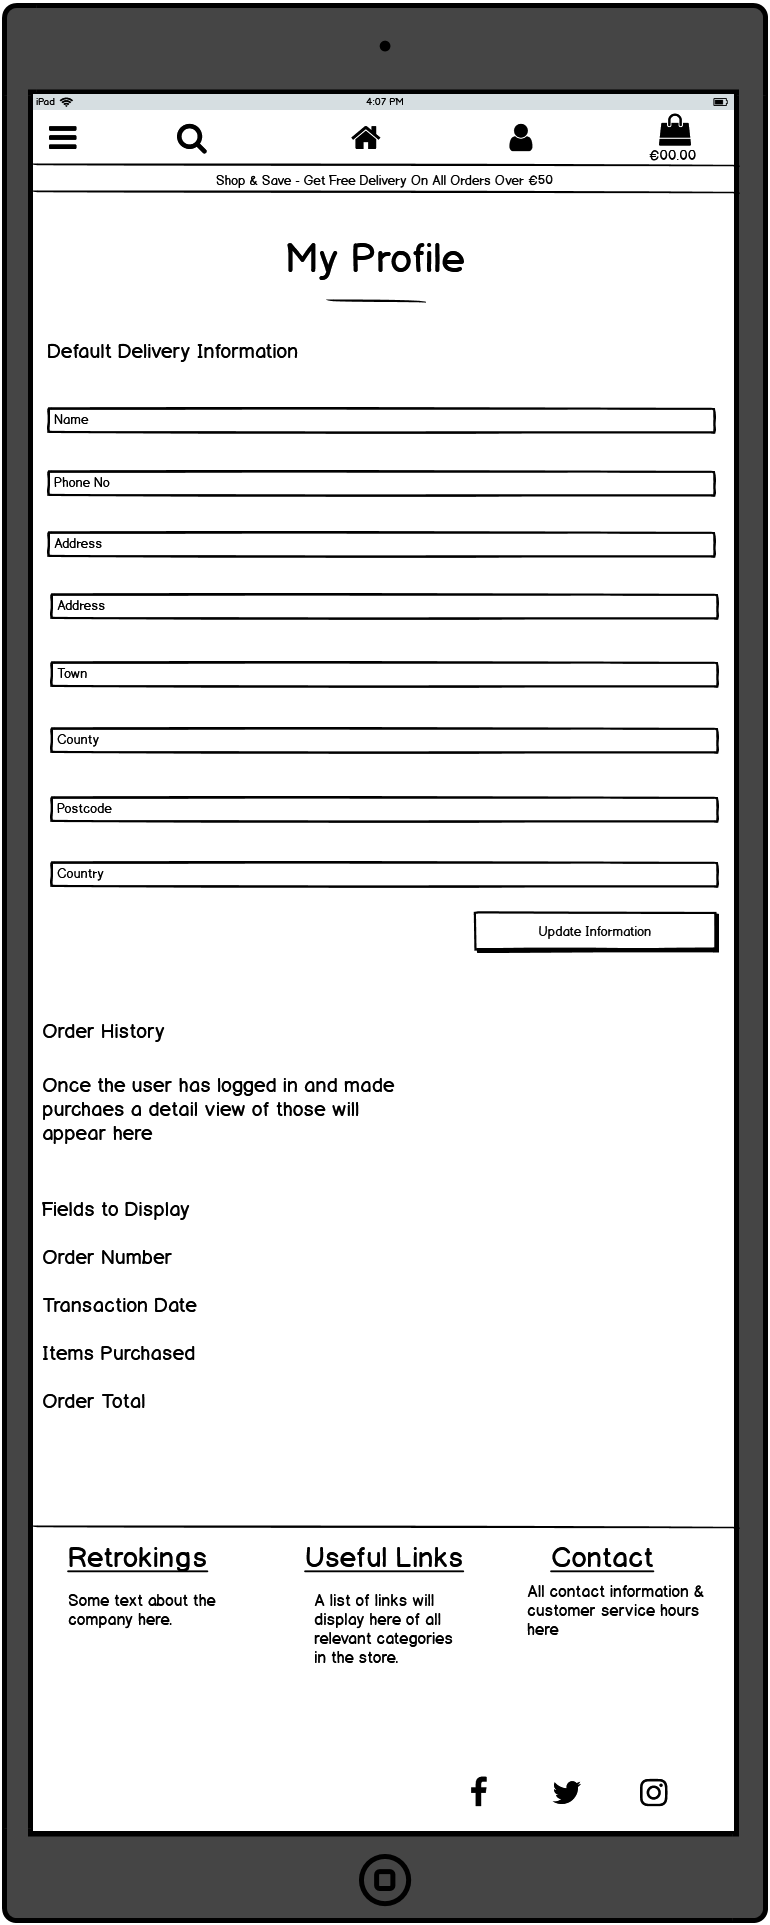 iPad
4:07 PM
€00.00
Shop & Save - Get Free Delivery On All Orders Over €50
My Profile
Default Delivery Information
Name
Phone No
Address
Address
Town
County
Postcode
Country
Update Information
Order History
Once the user has logged in and made
purchaes a detail view of those will
appear here
Fields to Display
Order Number
Transaction Date
Items Purchased
Order Total
Retrokings
Some text about the
company here.
Useful Links
A list of links will
display here of all
relevant categories
in the store.
Contact
All contact information &
customer service hours
here